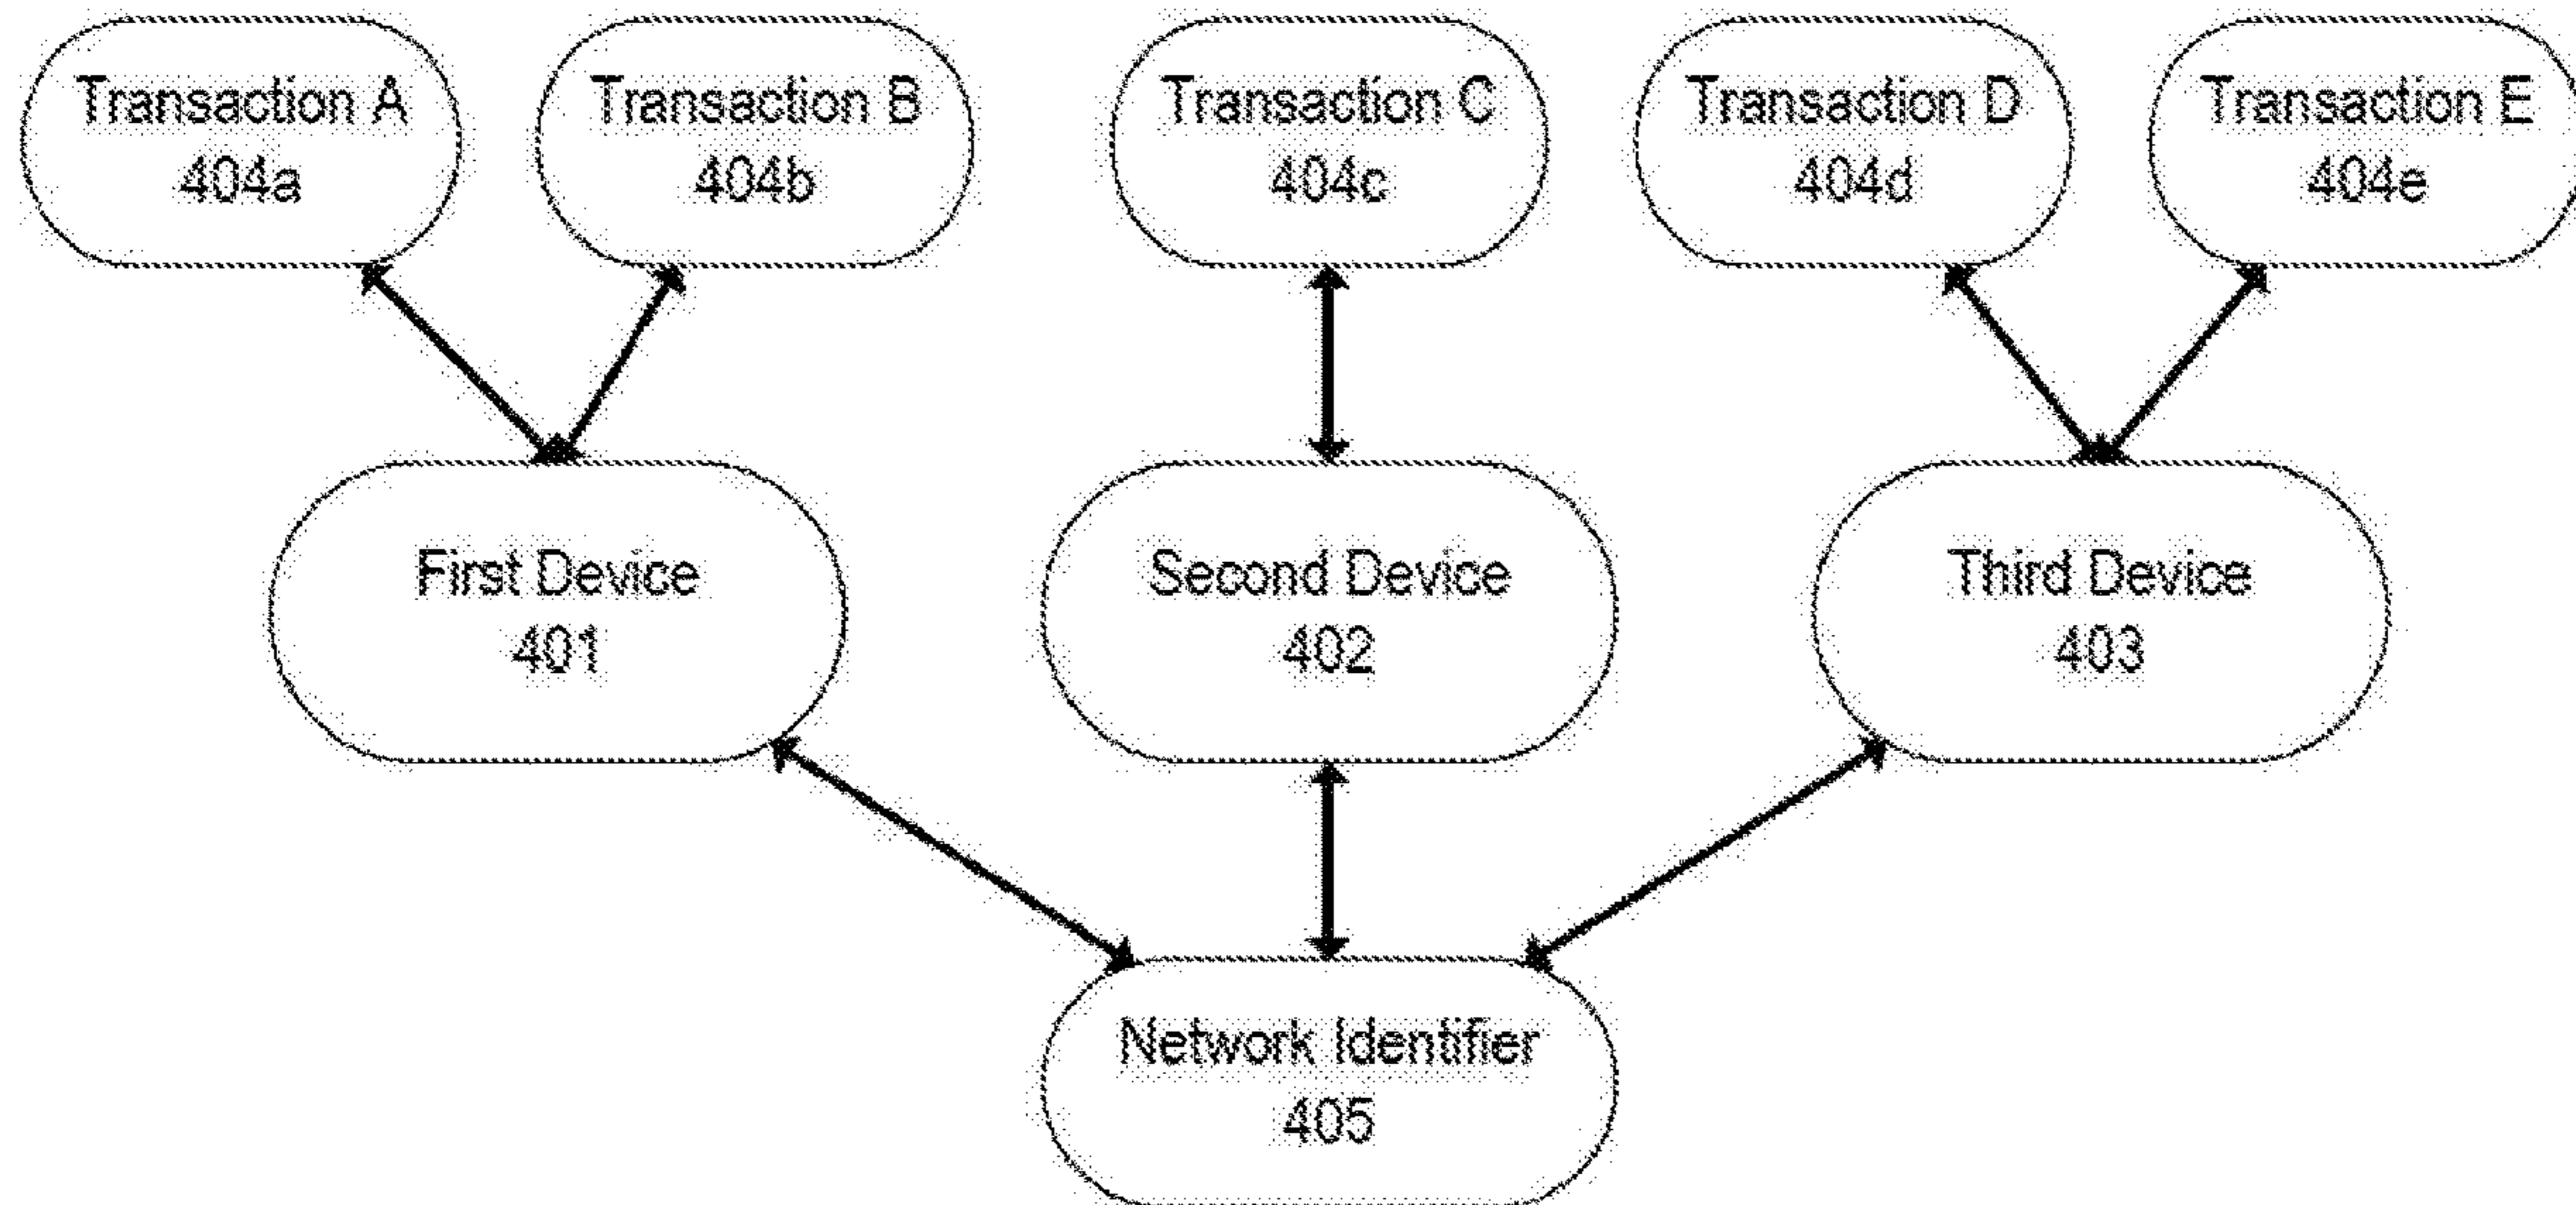 Transaction A
404a
Transaction B
404b
Transaction C
404c
Transaction D
404d
Transaction E
404e
First Device
401
Second Device
402
Third Device
403
Network Identifier
405